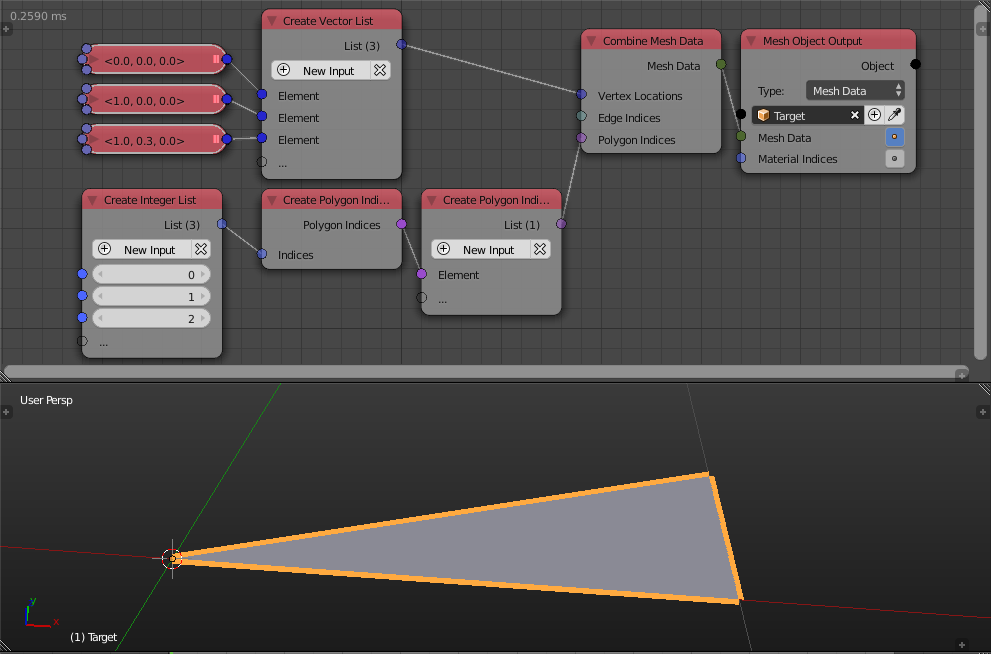 0.2590 ms
<0.0, 0.0, 0.0>
<1.0, 0.0, 0.0>
<1.0, 0.3, 0.0>
Create Vector List
List (3)
New Input
Element
Element
Element
...
Combine Mesh Data
Mesh Data
Vertex Locations
Edge Indices
Polygon Indices
Mesh Object Output
Object
Type: Mesh Data
Target
Mesh Data
Material Indices
Create Integer List
List (3)
New Input
0
1
2
...
Create Polygon Indi...
Polygon Indices
Indices
Create Polygon Indi...
List (1)
New Input
Element
...
User Persp
y
x
(1) Target